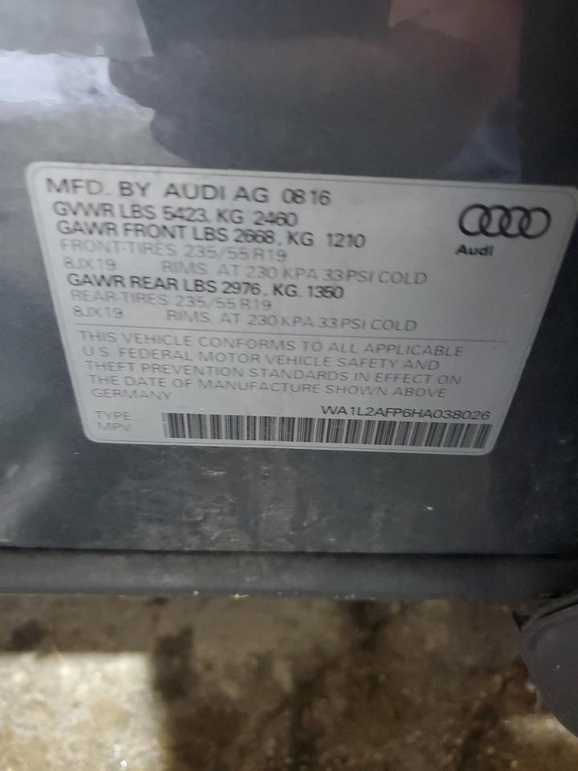 MFD. BY AUDI AG 0816
GVWR LBS 5423, KG 2460
GAWR FRONT LBS 2668, KG 1210
FRONT-TIRES 235/55 R19
8JX19 RIMS. AT 230 KPA 33 PSI COLD
GAWR REAR LBS 2976, KG. 1350
REAR-TIRES 235/55 R19
8JX19 RIMS. AT 230 KPA 33 PSI COLD
Audi
THIS VEHICLE CONFORMS TO ALL APPLICABLE
U.S. FEDERAL MOTOR VEHICLE SAFETY AND
THEFT PREVENTION STANDARDS IN EFFECT ON
THE DATE OF MANUFACTURE SHOWN ABOVE
GERMANY
WA1L2AFP6HA038026
TYPE
MPV